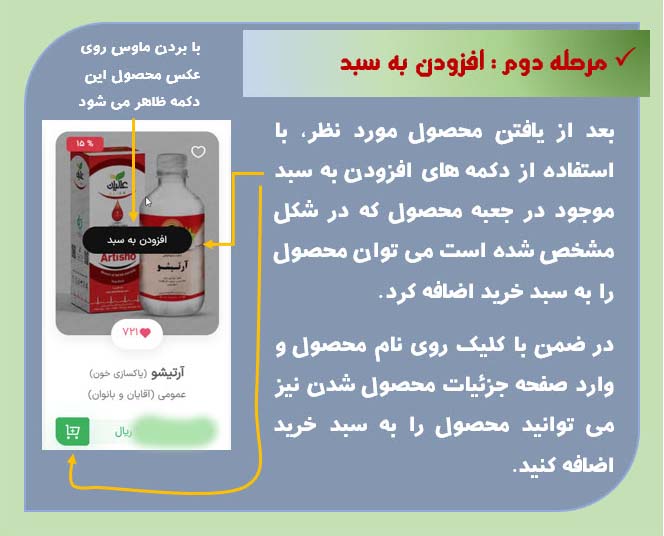 ✓ مرحله دوم : افزودن به سبد
با بردن ماوس روی
عکس محصول این
دکمه ظاهر می شود
بعد از یافتن محصول مورد نظر، با
استفاده از دکمه های افزودن به سبد
موجود در جعبه محصول که در شکل
مشخص شده است می توان محصول
را به سبد خرید اضافه کرد.
در ضمن با کلیک روی نام محصول و
وارد صفحه جزئیات محصول شدن نیز
می توانید محصول را به سبد خرید
اضافه کنید.
۱۵ %
عالیان
افزودن به سبد
Artisho
آرتیشو
۷۲۱
آرتیشو (پاکسازی خون)
عمومی (آقایان و بانوان)
ریال